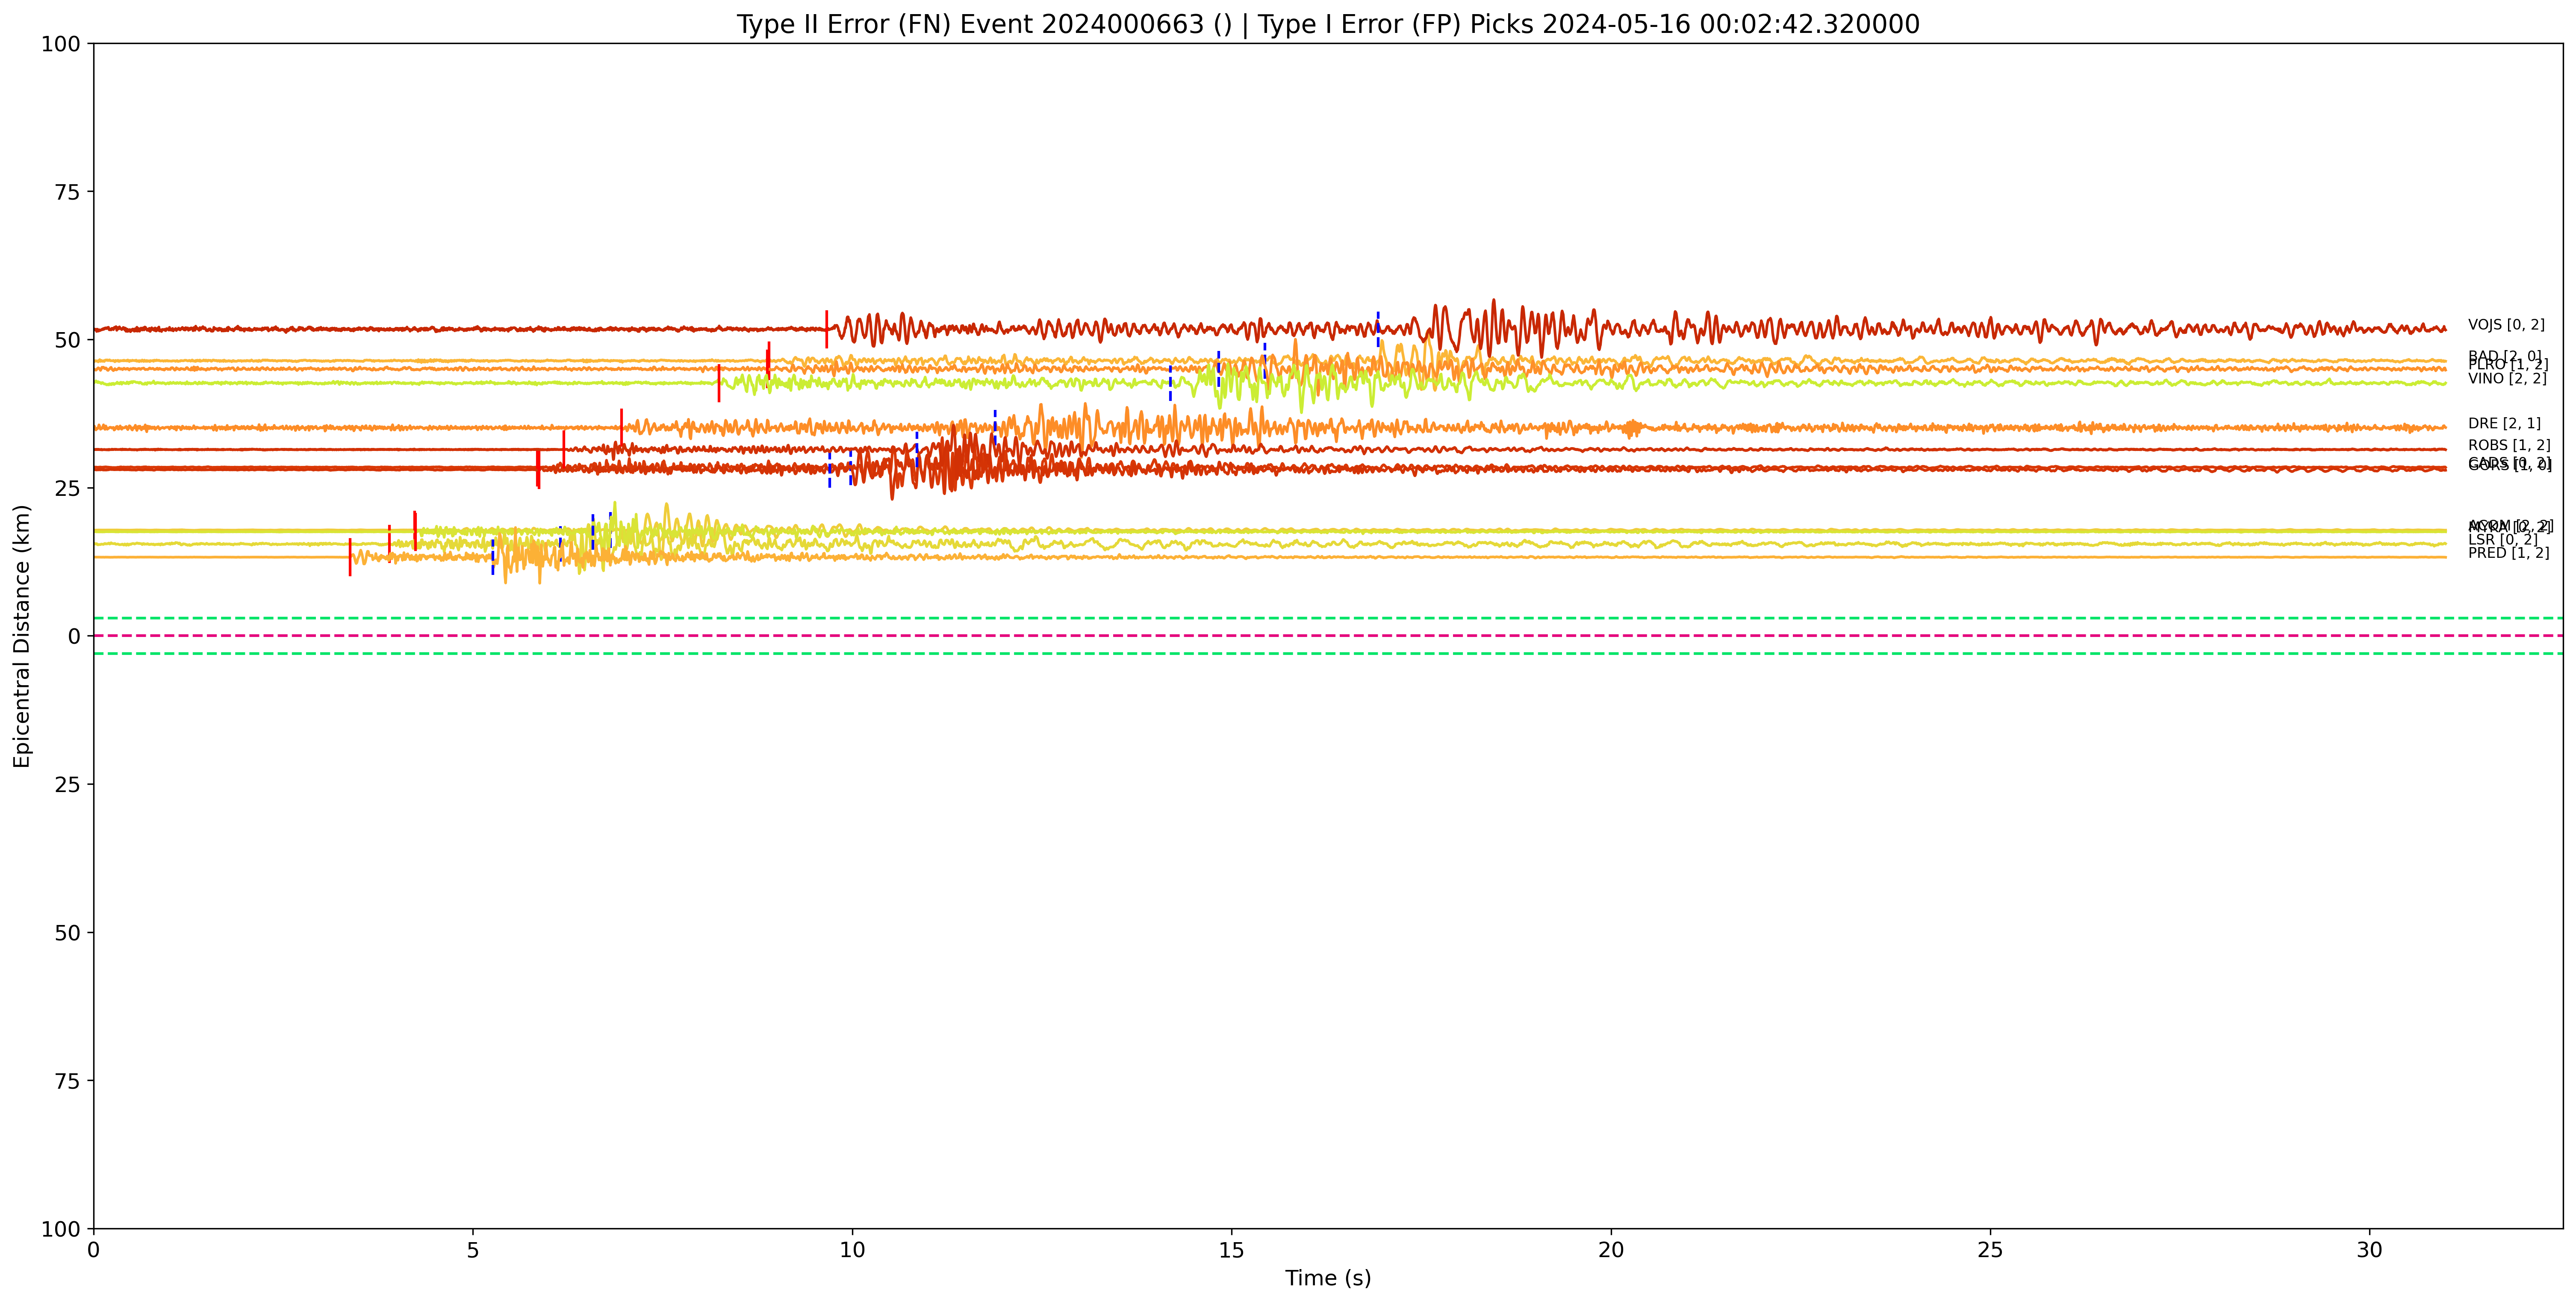 Type II Error (FN) Event 2024000663 () | Type I Error (FP) Picks 2024-05-16 00:02:42.320000
100
75
50
25
0
25
50
75
100
Epicentral Distance (km)
VOJS [0, 2]
BAD [2, 0]
PLRO [1, 2]
VINO [2, 2]
DRE [2, 1]
ROBS [1, 2]
LSR [0, 2]
PRED [1, 2]
0 5 10 15 20 25 30
Time (s)